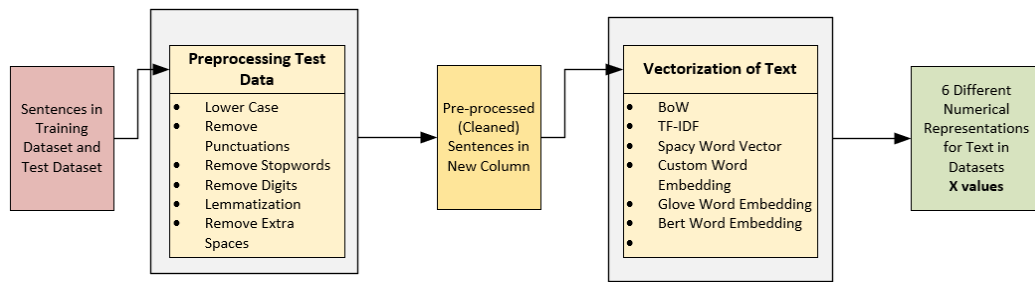 Sentences in
Training
Dataset and
Test Dataset
Preprocessing Test
Data
• Lower Case
• Remove
Punctuations
• Remove Stopwords
• Remove Digits
• Lemmatization
• Remove Extra
Spaces
Pre-processed
(Cleaned)
Sentences in
New Column
Vectorization of Text
• BoW
• TF-IDF
• Spacy Word Vector
• Custom Word
Embedding
• Glove Word Embedding
• Bert Word Embedding
•
6 Different
Numerical
Representations
for Text in
Datasets
X values